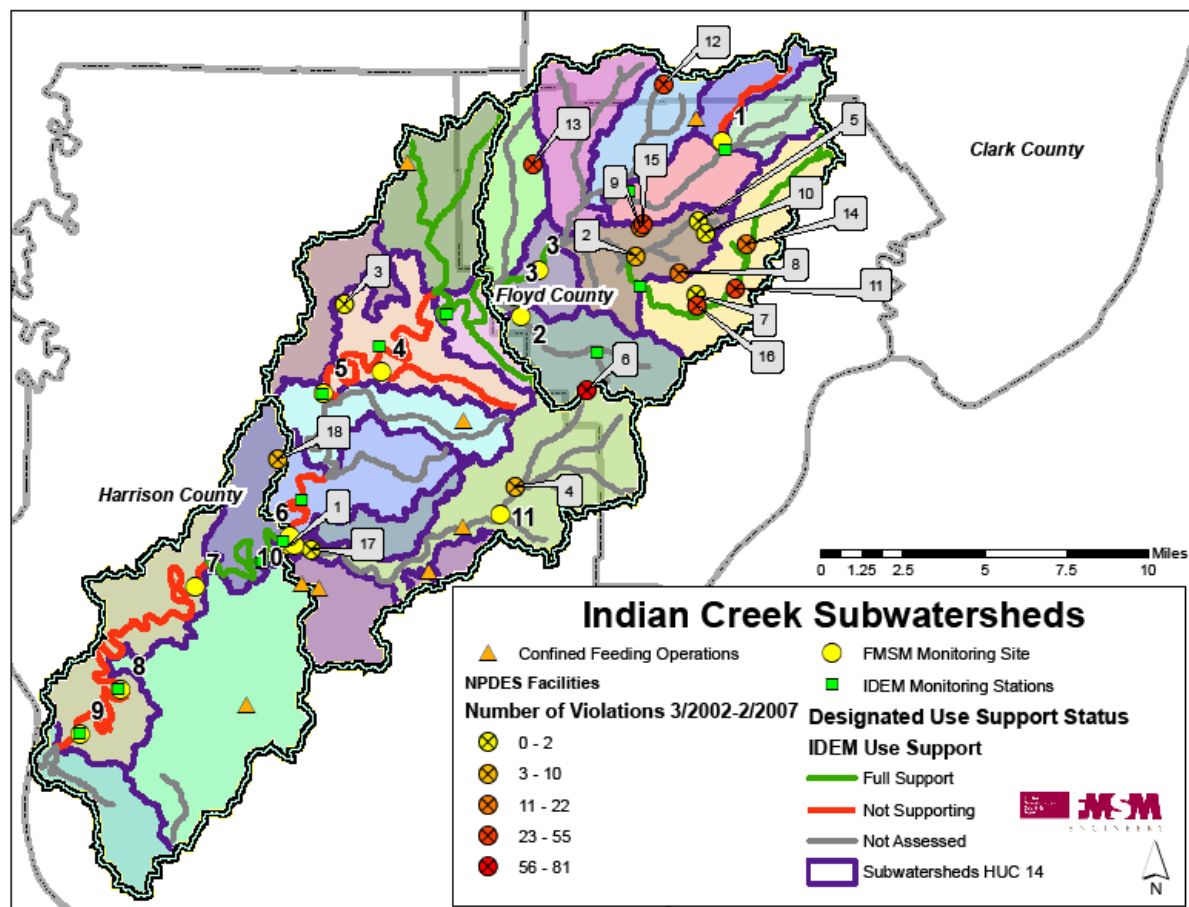 12
13
15
9
1
5
10
14
Clark County
2
3
3
3
8
11
Floyd County
7
2
16
4
5
6
18
Harrison County
4
6
1
11
10
17
7
8
9
Miles
0 1.25 2.5 5 7.5 10
Indian Creek Subwatersheds
Confined Feeding Operations
NPDES Facilities
Number of Violations 3/2002-2/2007
0 - 2
3 - 10
11 - 22
23 - 55
56 - 81
FMSM Monitoring Site
IDEM Monitoring Stations
Designated Use Support Status
IDEM Use Support
Full Support
Not Supporting
Not Assessed
Subwatersheds HUC 14
FMSM
ENGINEERS
N